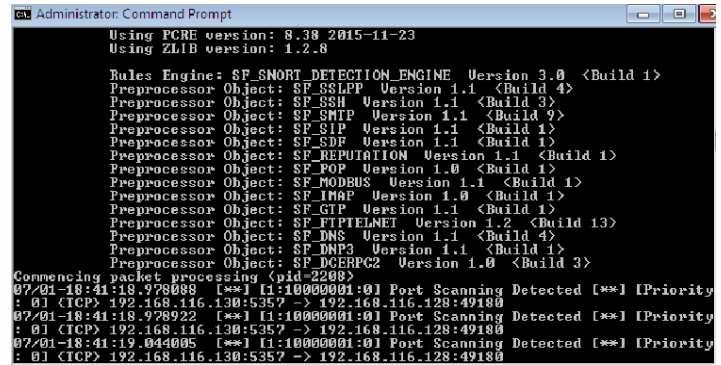 Administrator: Command Prompt
Using PCRE version: 8.38 2015-11-23
Using ZLIB version: 1.2.8
Rules Engine: SF_SNORT_DETECTION_ENGINE Version 3.0 <Build 1>
Preprocessor Object: SF_SSLPP Version 1.1 <Build 4>
Preprocessor Object: SF_SSH Version 1.1 <Build 3>
Preprocessor Object: SF_SMTP Version 1.1 <Build 9>
Preprocessor Object: SF_SIP Version 1.1 <Build 1>
Preprocessor Object: SF_SDF Version 1.1 <Build 1>
Preprocessor Object: SF_REPUTATION Version 1.1 <Build 1>
Preprocessor Object: SF_POP Version 1.0 <Build 1>
Preprocessor Object: SF_MODBUS Version 1.1 <Build 1>
Preprocessor Object: SF_IMAP Version 1.0 <Build 1>
Preprocessor Object: SF_GTP Version 1.1 <Build 1>
Preprocessor Object: SF_FTPTELNET Version 1.2 <Build 13>
Preprocessor Object: SF_DNS Version 1.1 <Build 4>
Preprocessor Object: SF_DNP3 Version 1.1 <Build 1>
Preprocessor Object: SF_DCERPC2 Version 1.0 <Build 3>
Commencing packet processing (pid=2208)
07/01-18:41:18.978088 [**] [1:10000001:0] Port Scanning Detected [**] [Priority
: 0] {TCP} 192.168.116.130:5357 -> 192.168.116.128:49180
07/01-18:41:18.978922 [**] [1:10000001:0] Port Scanning Detected [**] [Priority
: 0] {TCP} 192.168.116.130:5357 -> 192.168.116.128:49180
07/01-18:41:19.044005 [**] [1:10000001:0] Port Scanning Detected [**] [Priority
: 0] {TCP} 192.168.116.130:5357 -> 192.168.116.128:49180